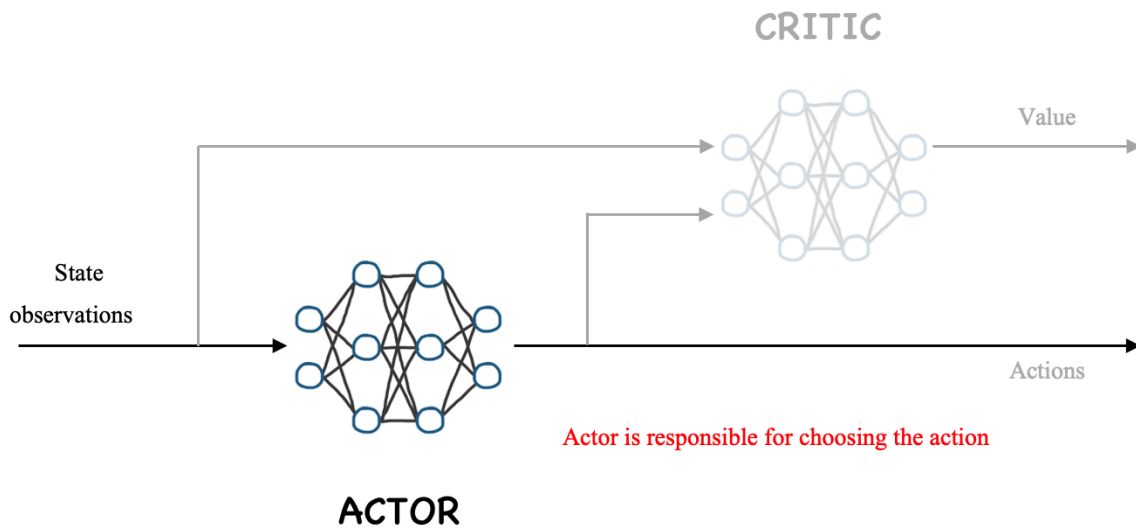 CRITIC
Value
State
observations
Actions
Actor is responsible for choosing the action
ACTOR